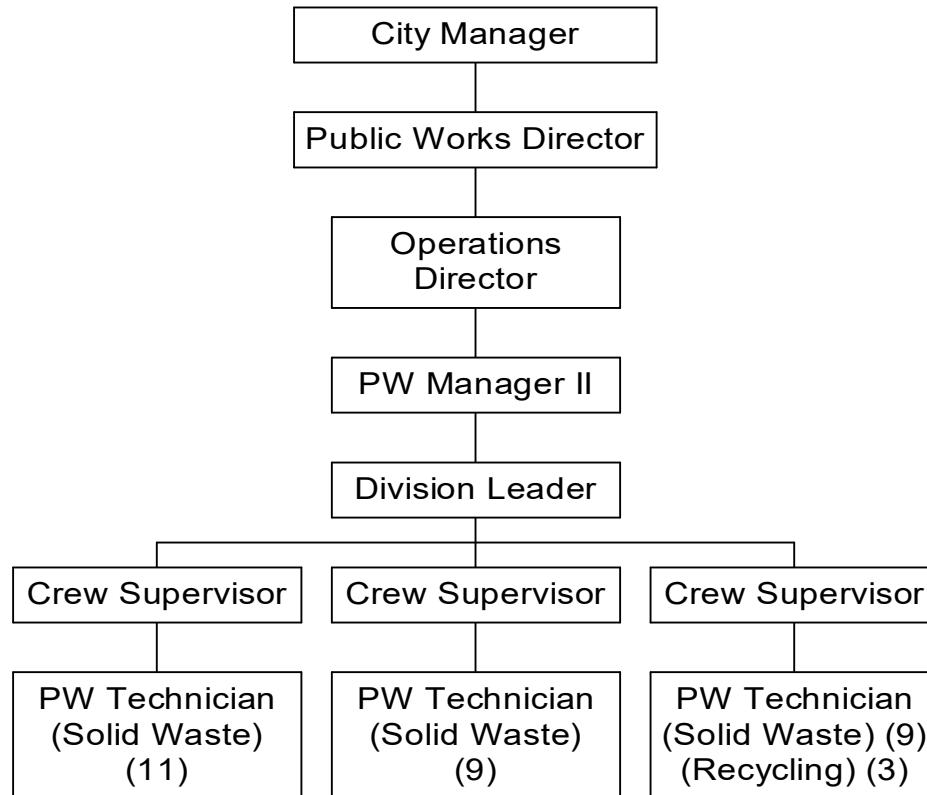 City Manager
Public Works Director
Operations
Director
PW Manager II
Division Leader
Crew Supervisor
Crew Supervisor
Crew Supervisor
PW Technician
(Solid Waste)
(11)
PW Technician
(Solid Waste)
(9)
PW Technician
(Solid Waste) (9)
(Recycling) (3)